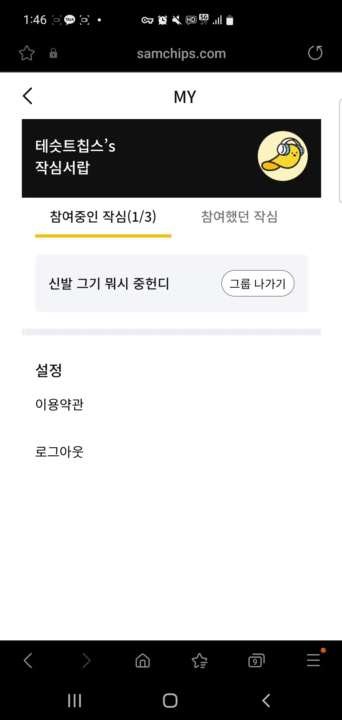 1:46
HD
5G
samchips.com
MY
테슷트칩스's
작심서랍
참여중인 작심(1/3)
참여했던 작심
신발 그기 뭐시 중헌디
그룹 나가기
설정
이용약관
로그아웃
9